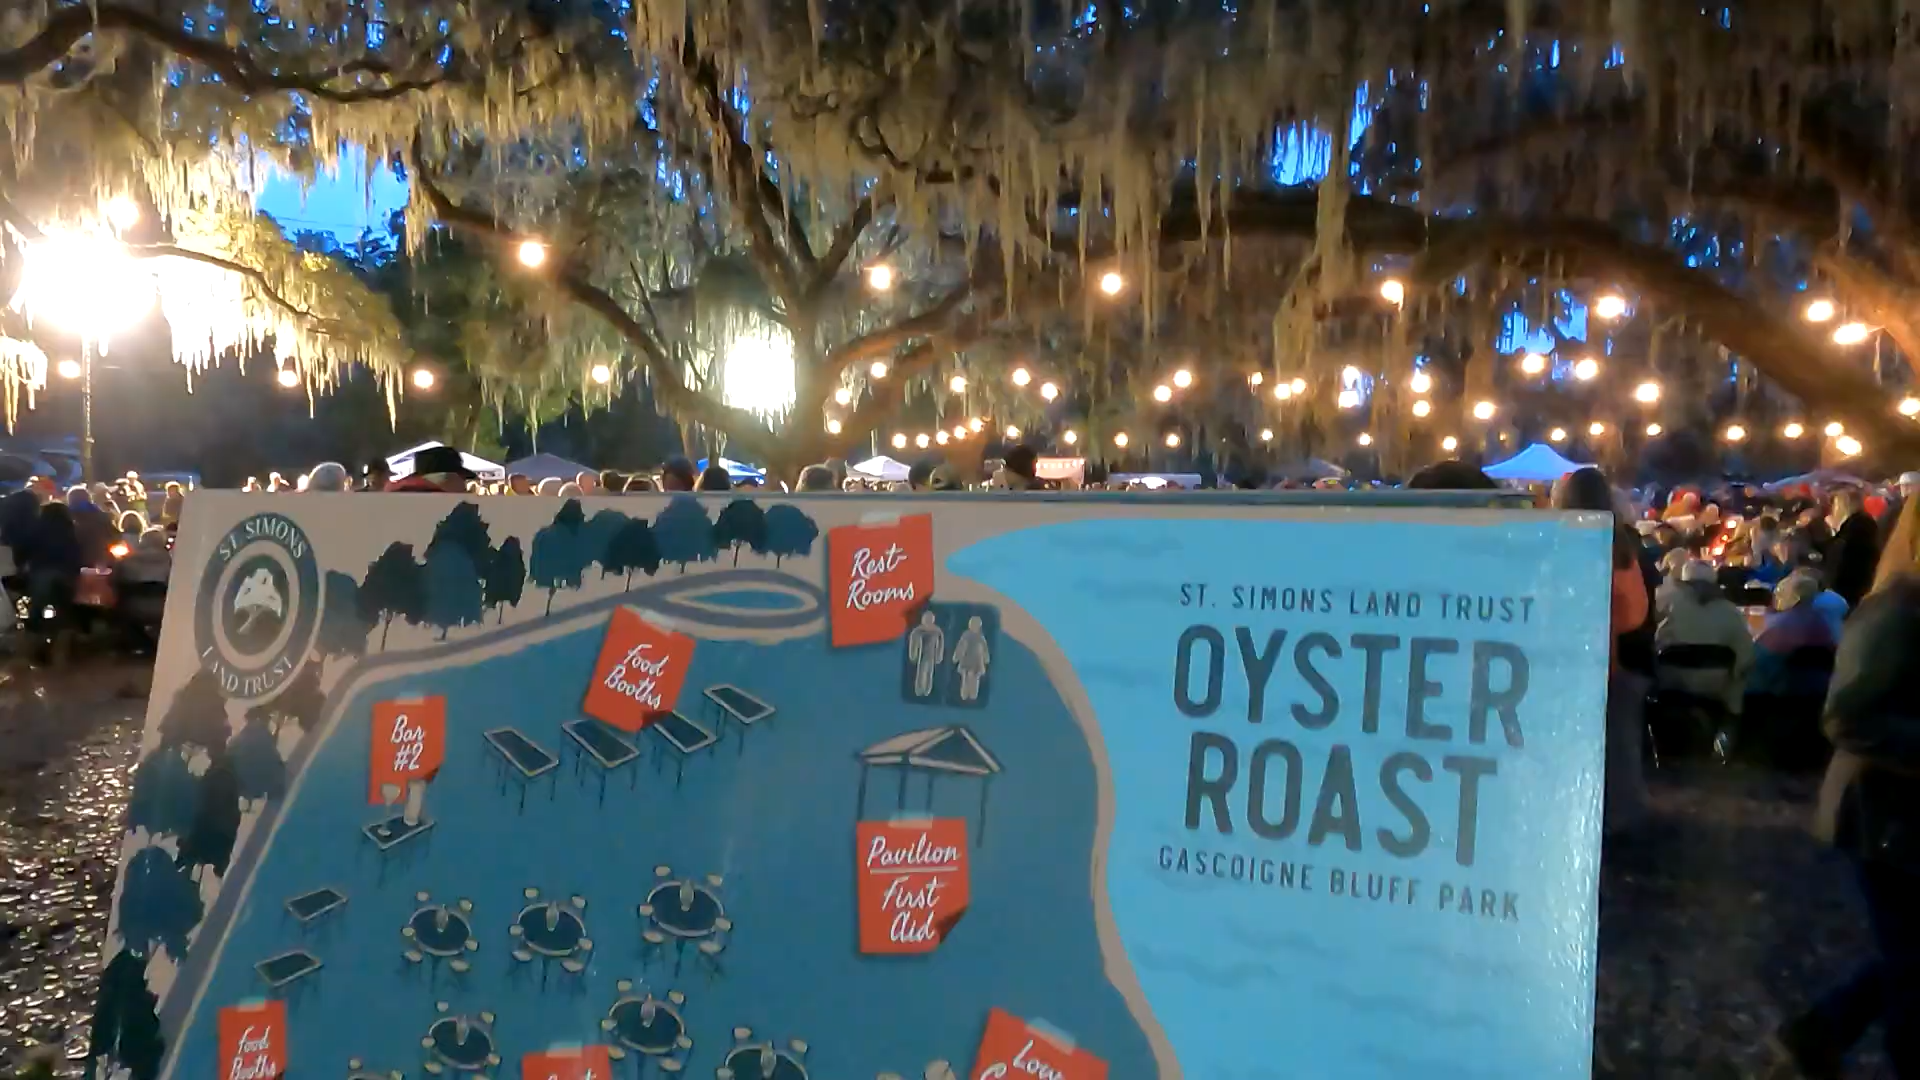 ST. SIMONS
LAND TRUST
Rest-
Rooms
Food
Booths
Bar
#2
Pavilion
First
Aid
Food
Booths
Low
ST. SIMONS LAND TRUST
OYSTER
ROAST
GASCOIGNE BLUFF PARK